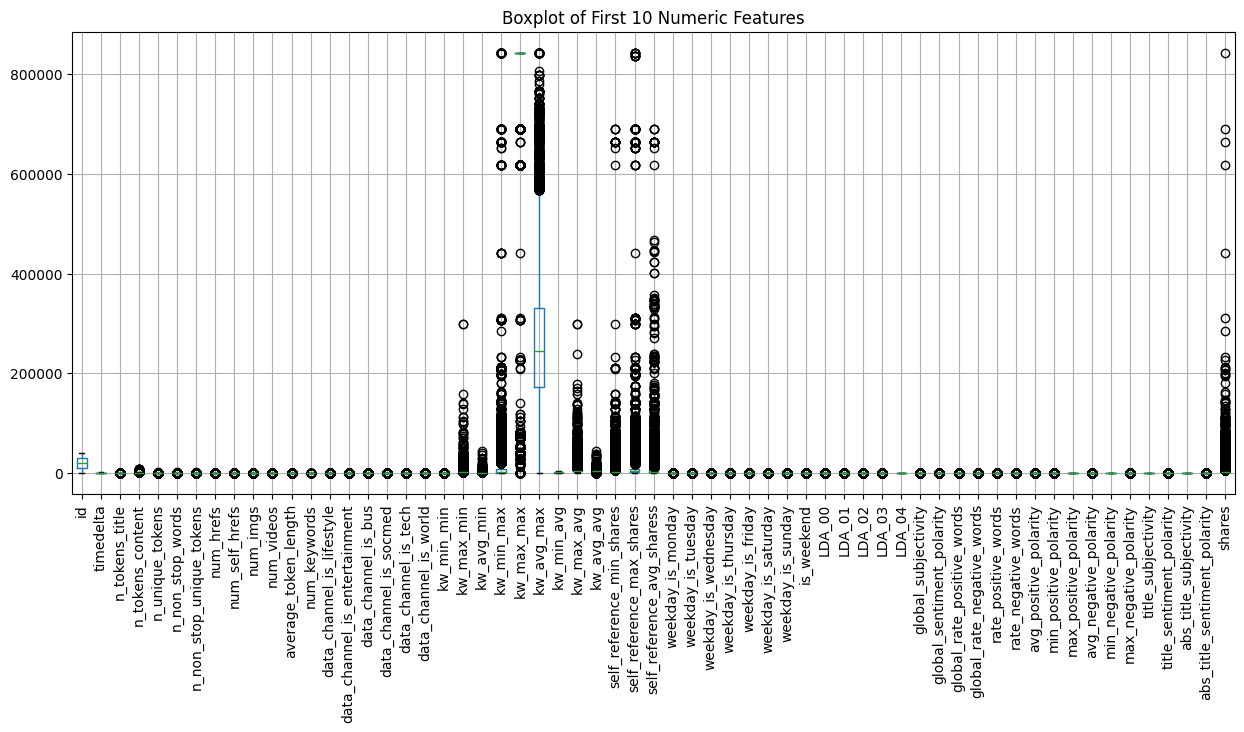 Boxplot of First 10 Numeric Features
800000
600000
400000
200000
0
id
timedelta
n_tokens_title
n_tokens_content
n_unique_tokens
n_non_stop_words
n_non_stop_unique_tokens
num_hrefs
num_self_hrefs
num_imgs
num_videos
average_token_length
num_keywords
data_channel_is_lifestyle
data_channel_is_entertainment
data_channel_is_bus
data_channel_is_socmed
data_channel_is_tech
data_channel_is_world
kw_min_min
kw_max_min
kw_avg_min
kw_min_max
kw_max_max
kw_avg_max
kw_min_avg
kw_max_avg
kw_avg_avg
self_reference_min_shares
self_reference_max_shares
self_reference_avg_sharess
weekday_is_monday
weekday_is_tuesday
weekday_is_wednesday
weekday_is_thursday
weekday_is_friday
weekday_is_saturday
weekday_is_sunday
is_weekend
LDA_00
LDA_01
LDA_02
LDA_03
LDA_04
global_subjectivity
global_sentiment_polarity
global_rate_positive_words
global_rate_negative_words
rate_positive_words
rate_negative_words
avg_positive_polarity
min_positive_polarity
max_positive_polarity
avg_negative_polarity
min_negative_polarity
max_negative_polarity
title_subjectivity
title_sentiment_polarity
abs_title_subjectivity
abs_title_sentiment_polarity
shares